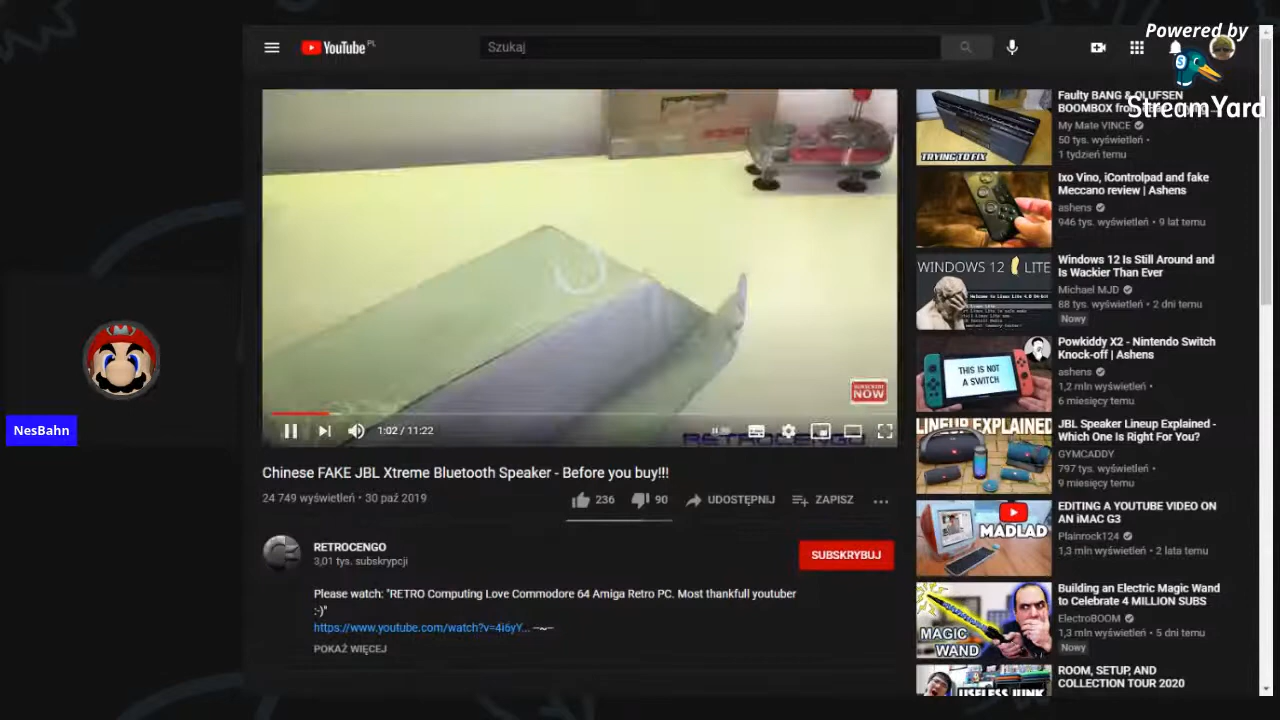 Powered by
StreamYard
YouTube PL
Szukaj
SUBSCRIBE
NOW
1:02 / 11:22
RETROCENGO
Chinese FAKE JBL Xtreme Bluetooth Speaker - Before you buy!!!
24 749 wyświetleń • 30 paź 2019
236
90
UDOSTĘPNIJ
ZAPISZ
RETROCENGO
3,01 tys. subskrypcji
SUBSKRYBUJ
Please watch: "RETRO Computing Love Commodore 64 Amiga Retro PC. Most thankfull youtuber
:-)"
https://www.youtube.com/watch?v=4i6yY... --~--
POKAŻ WIĘCEJ
NesBahn
TRYING TO FIX
Faulty BANG & OLUFSEN
BOOMBOX from
My Mate VINCE
50 tys. wyświetleń •
1 tydzień temu
Ixo Vino, iControlpad and fake
Meccano review | Ashens
ashens
946 tys. wyświetleń • 9 lat temu
WINDOWS 12 LITE
Windows 12 Is Still Around and
Is Wackier Than Ever
Michael MJD
88 tys. wyświetleń • 2 dni temu
Nowy
THIS IS NOT
A SWITCH
Powkiddy X2 - Nintendo Switch
Knock-off | Ashens
ashens
1,2 mln wyświetleń •
6 miesięcy temu
LINEUP EXPLAINED
JBL Speaker Lineup Explained -
Which One Is Right For You?
GYMCADDY
797 tys. wyświetleń •
9 miesięcy temu
MADLAD
EDITING A YOUTUBE VIDEO ON
AN iMAC G3
Plainrock124
1,3 mln wyświetleń • 2 lata temu
MAGIC
WAND
Building an Electric Magic Wand
to Celebrate 4 MILLION SUBS
ElectroBOOM
1,3 mln wyświetleń • 5 dni temu
Nowy
USELESS JUNK
ROOM, SETUP, AND
COLLECTION TOUR 2020